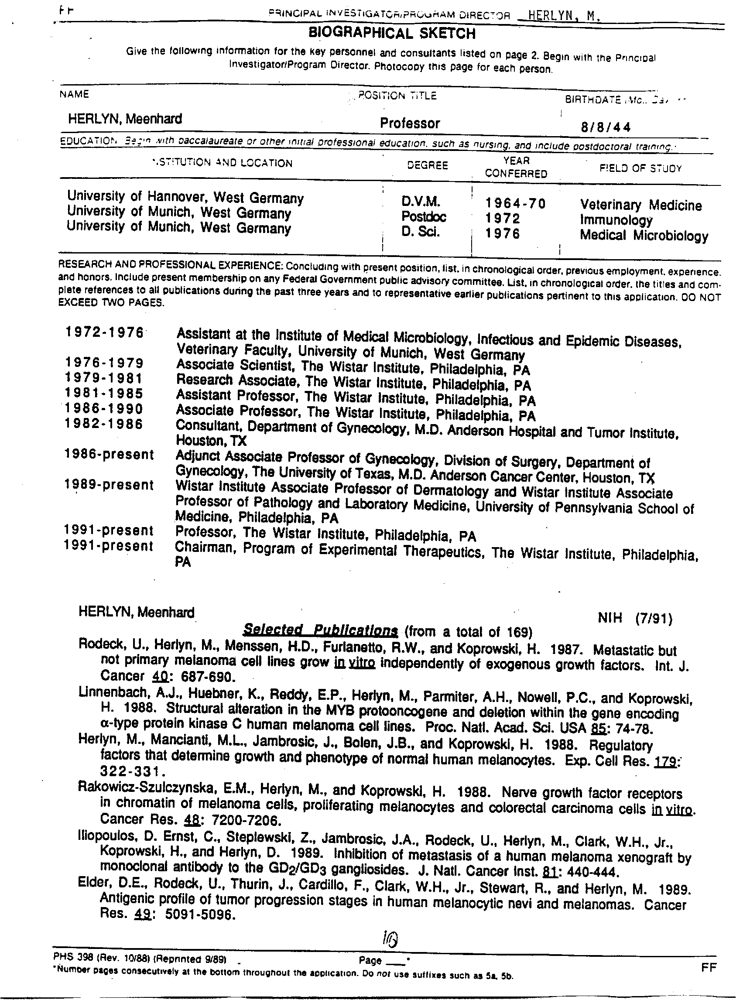 FF
PRINCIPAL INVESTIGATOR/PROGRAM DIRECTOR HERLYN, M.
BIOGRAPHICAL SKETCH
Give the following information for the key personnel and consultants listed on page 2. Begin with the Principal
Investigator/Program Director. Photocopy this page for each person.
NAME POSITION TITLE BIRTHDATE (Mo.,
HERLYN, Meenhard Professor 8/8/44
EDUCATION (Begin with baccalaureate or other initial professional education, such as nursing, and include postdoctoral training.)
INSTITUTION AND LOCATION DEGREE YEAR CONFERRED FIELD OF STUDY
University of Hannover, West Germany D.V.M. 1964-70 Veterinary Medicine
University of Munich, West Germany Postdoc 1972 Immunology
University of Munich, West Germany D. Sci. 1976 Medical Microbiology
RESEARCH AND PROFESSIONAL EXPERIENCE: Concluding with present position, list, in chronological order, previous employment, experience,
and honors. Include present membership on any Federal Government public advisory committee. List, in chronological order, the titles and com-
plete references to all publications during the past three years and to representative earlier publications pertinent to this application. DO NOT
EXCEED TWO PAGES.
1972-1976 Assistant at the Institute of Medical Microbiology, Infectious and Epidemic Diseases,
Veterinary Faculty, University of Munich, West Germany
1976-1979 Associate Scientist, The Wistar Institute, Philadelphia, PA
1979-1981 Research Associate, The Wistar Institute, Philadelphia, PA
1981-1985 Assistant Professor, The Wistar Institute, Philadelphia, PA
1986-1990 Associate Professor, The Wistar Institute, Philadelphia, PA
1982-1986 Consultant, Department of Gynecology, M.D. Anderson Hospital and Tumor Institute,
Houston, TX
1986-present Adjunct Associate Professor of Gynecology, Division of Surgery, Department of
Gynecology, The University of Texas, M.D. Anderson Cancer Center, Houston, TX
1989-present Wistar Institute Associate Professor of Dermatology and Wistar Institute Associate
Professor of Pathology and Laboratory Medicine, University of Pennsylvania School of
Medicine, Philadelphia, PA
1991-present Professor, The Wistar Institute, Philadelphia, PA
1991-present Chairman, Program of Experimental Therapeutics, The Wistar Institute, Philadelphia,
PA
HERLYN, Meenhard NIH (7/91)
Selected Publications (from a total of 169)
Rodeck, U., Herlyn, M., Menssen, H.D., Furlanetto, R.W., and Koprowski, H. 1987. Metastatic but
not primary melanoma cell lines grow in vitro independently of exogenous growth factors. Int. J.
Cancer 40: 687-690.
Linnenbach, A.J., Huebner, K., Reddy, E.P., Herlyn, M., Parmiter, A.H., Nowell, P.C., and Koprowski,
H. 1988. Structural alteration in the MYB protooncogene and deletion within the gene encoding
α-type protein kinase C human melanoma cell lines. Proc. Natl. Acad. Sci. USA 85: 74-78.
Herlyn, M., Mancianti, M.L., Jambrosic, J., Bolen, J.B., and Koprowski, H. 1988. Regulatory
factors that determine growth and phenotype of normal human melanocytes. Exp. Cell Res. 179:
322-331.
Rakowicz-Szulczynska, E.M., Herlyn, M., and Koprowski, H. 1988. Nerve growth factor receptors
in chromatin of melanoma cells, proliferating melanocytes and colorectal carcinoma cells in vitro.
Cancer Res. 48: 7200-7206.
Iliopoulos, D. Ernst, C., Steplewski, Z., Jambrosic, J.A., Rodeck, U., Herlyn, M., Clark, W.H., Jr.,
Koprowski, H., and Herlyn, D. 1989. Inhibition of metastasis of a human melanoma xenograft by
monoclonal antibody to the GD2/GD3 gangliosides. J. Natl. Cancer Inst. 81: 440-444.
Elder, D.E., Rodeck, U., Thurin, J., Cardillo, F., Clark, W.H., Jr., Stewart, R., and Herlyn, M. 1989.
Antigenic profile of tumor progression stages in human melanocytic nevi and melanomas. Cancer
Res. 49: 5091-5096.
PHS 398 (Rev. 10/88) (Reprinted 9/89) Page ___* FF
*Number pages consecutively at the bottom throughout the application. Do not use suffixes such as 5a, 5b.